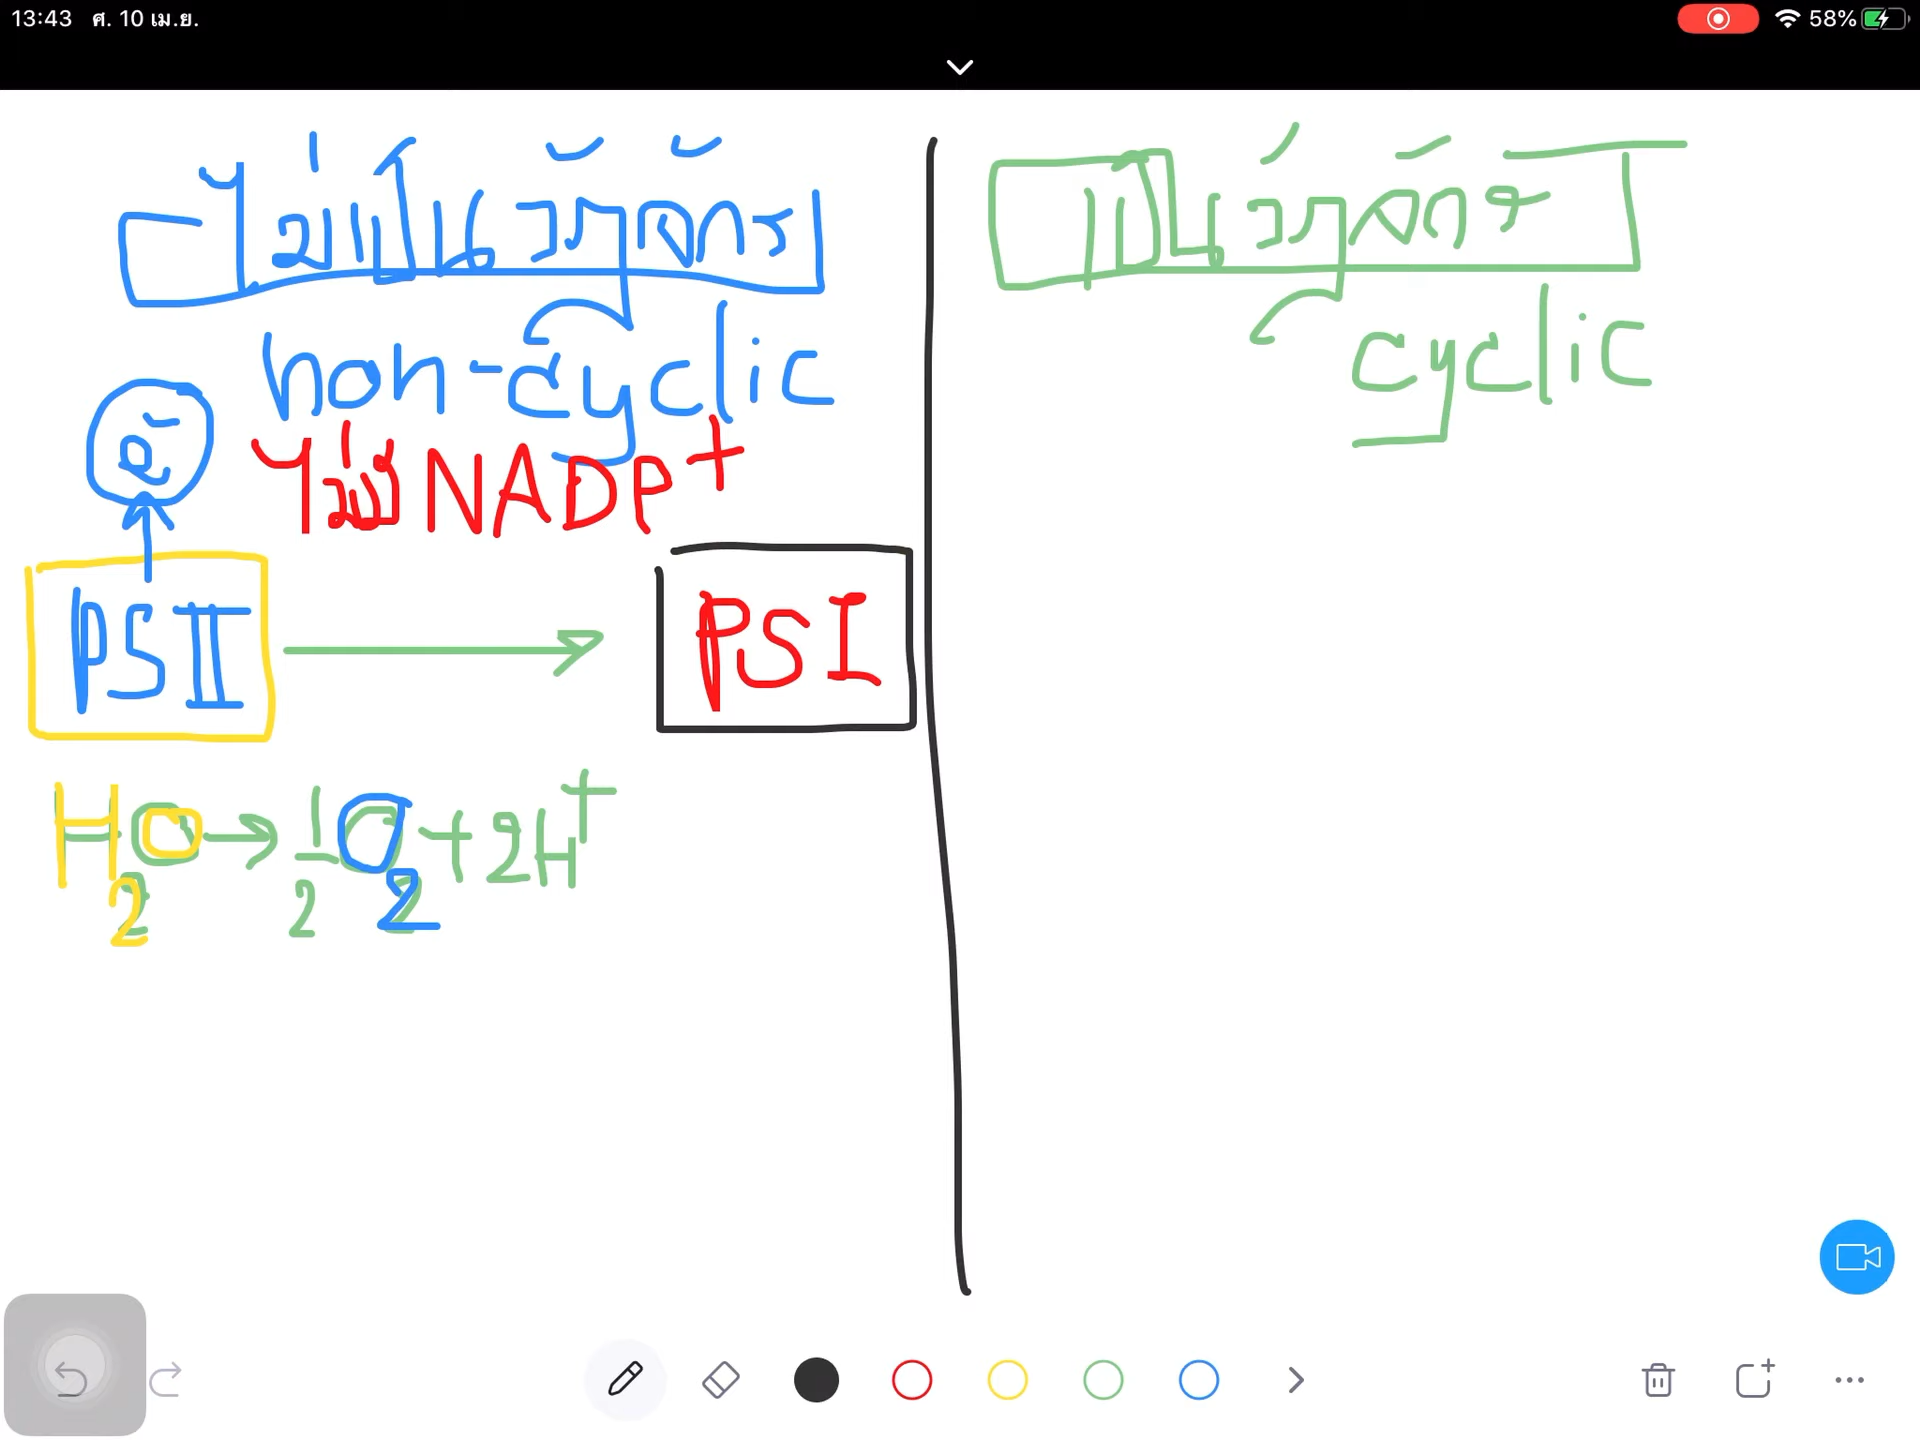 13:43 ศ. 10 เม.ย.
58%
ไม่เป็นวัฏจักร
non-cyclic
e⁻
ไม่มี NADP⁺
PSII
PSI
H₂O → ½O₂ + 2H⁺
เป็นวัฏจักร
cyclic